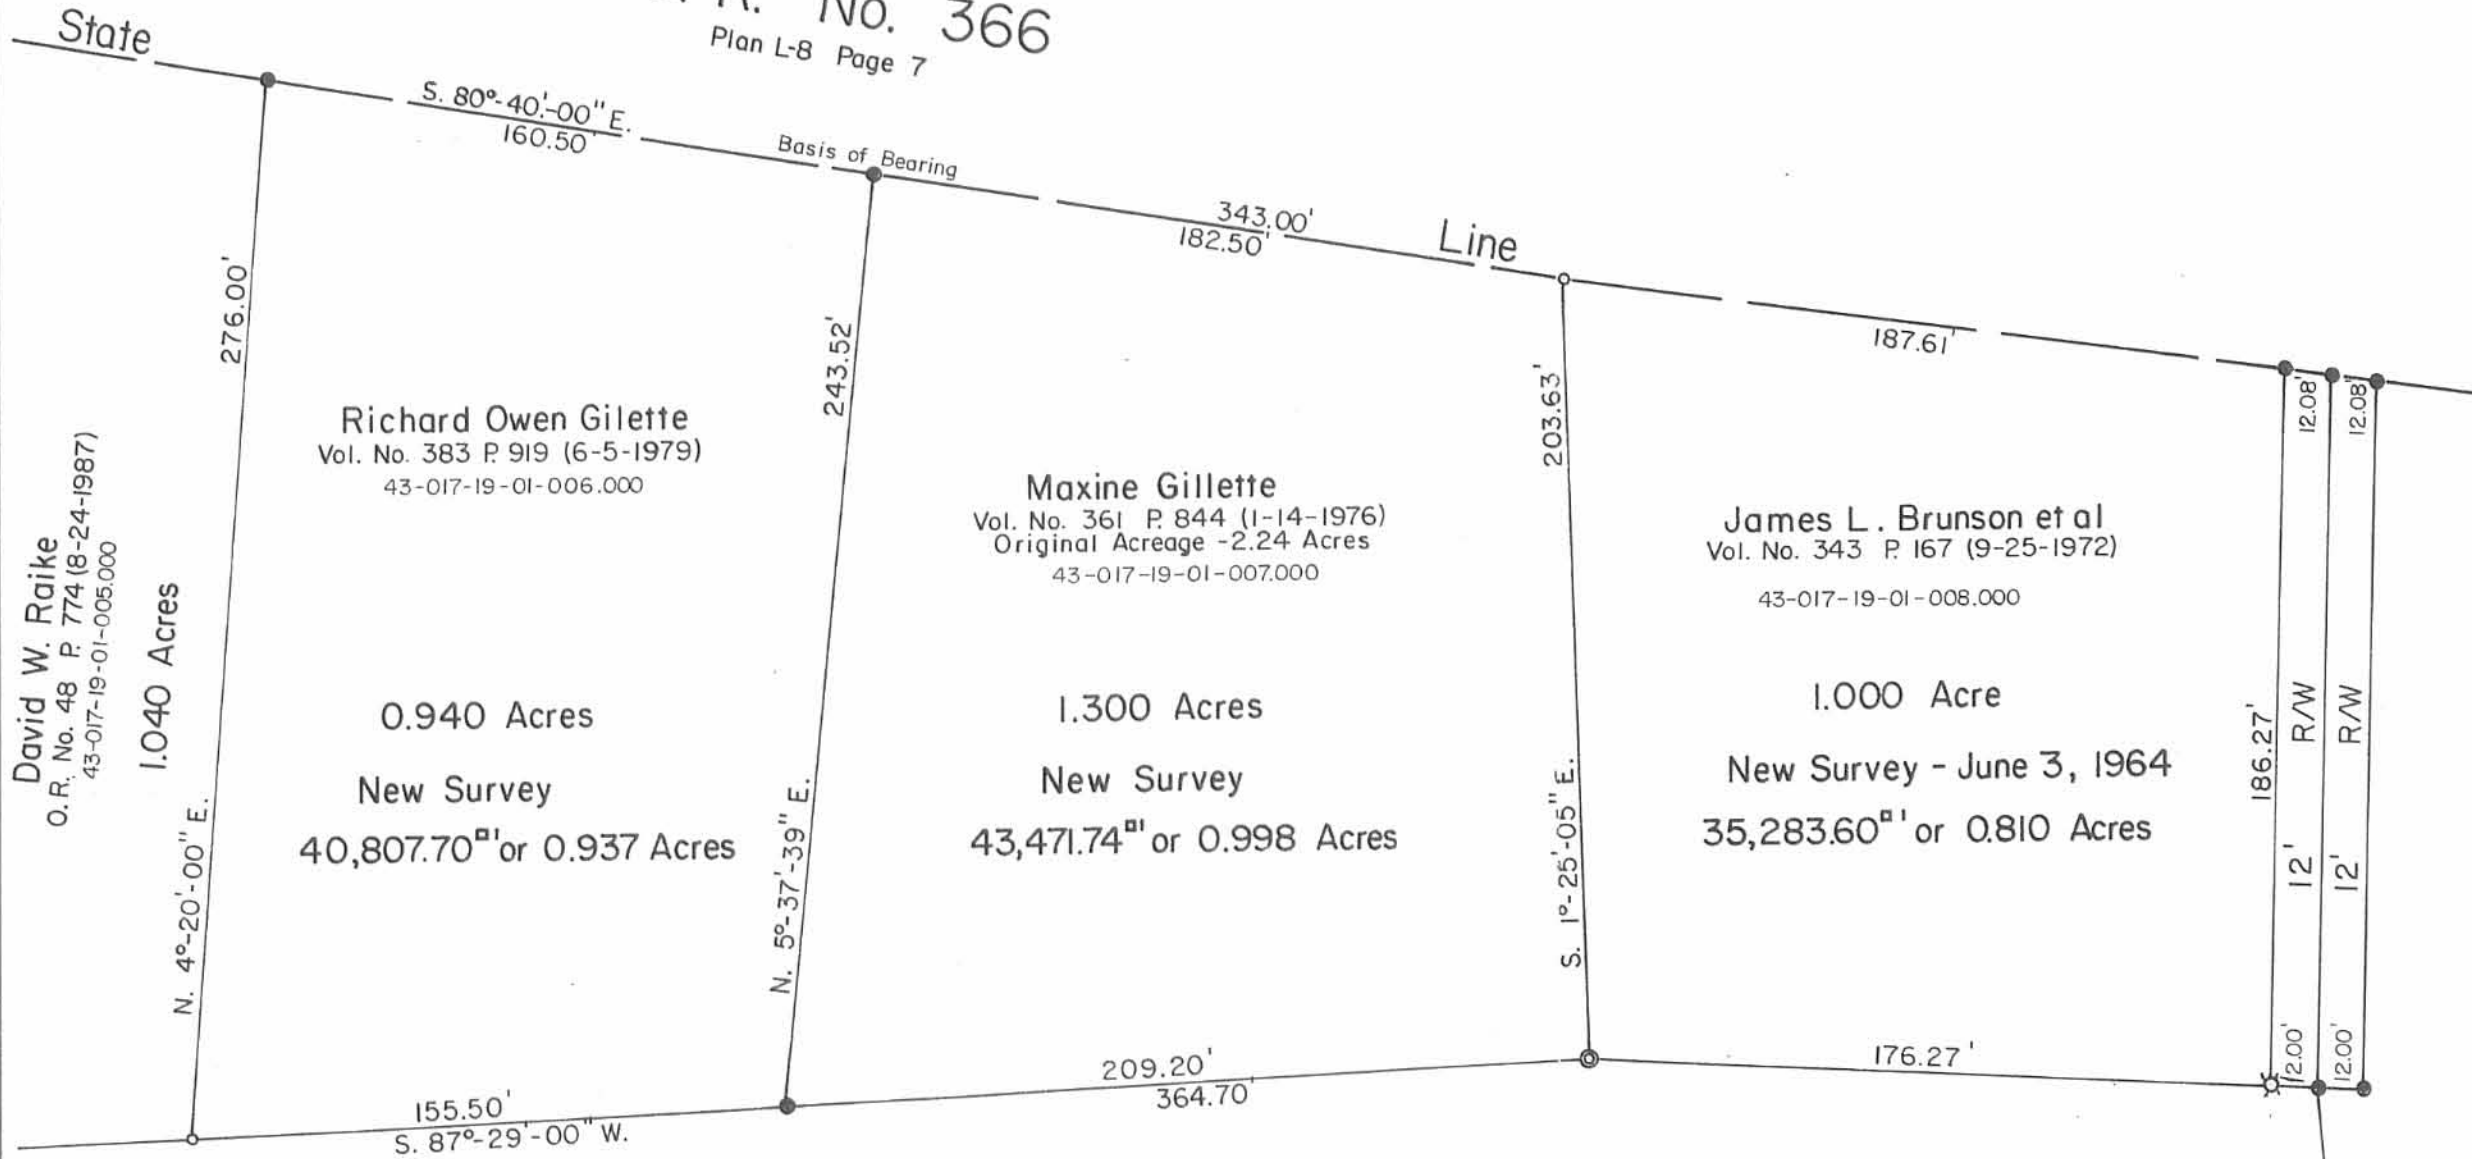 No. 366
Plan L-8 Page 7
State
S. 80°-40'-00" E.
160.50'
Basis of Bearing
343.00'
182.50'
Line
187.61'
12.08'
12.08'
276.00'
243.52'
203.63'
186.27'
David W. Raike
O.R. No. 48 P. 774 (8-24-1987)
43-017-19-01-005.000
1.040 Acres
N. 4°-20'-00" E.
Richard Owen Gilette
Vol. No. 383 P. 919 (6-5-1979)
43-017-19-01-006.000
0.940 Acres
New Survey
40,807.70□' or 0.937 Acres
N. 5°-37'-39" E.
Maxine Gillette
Vol. No. 361 P. 844 (1-14-1976)
Original Acreage -2.24 Acres
43-017-19-01-007.000
1.300 Acres
New Survey
43,471.74□' or 0.998 Acres
S. 1°-25'-05" E.
James L. Brunson et al
Vol. No. 343 P. 167 (9-25-1972)
43-017-19-01-008.000
1.000 Acre
New Survey - June 3, 1964
35,283.60□' or 0.810 Acres
12' R/W
12' R/W
12.00'
12.00'
155.50'
S. 87°-29'-00" W.
209.20'
364.70'
176.27'